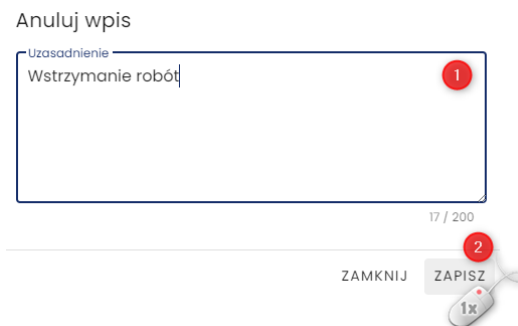 Anuluj wpis
Uzasadnienie
Wstrzymanie robót
1
17 / 200
2
ZAMKNIJ ZAPISZ
1x